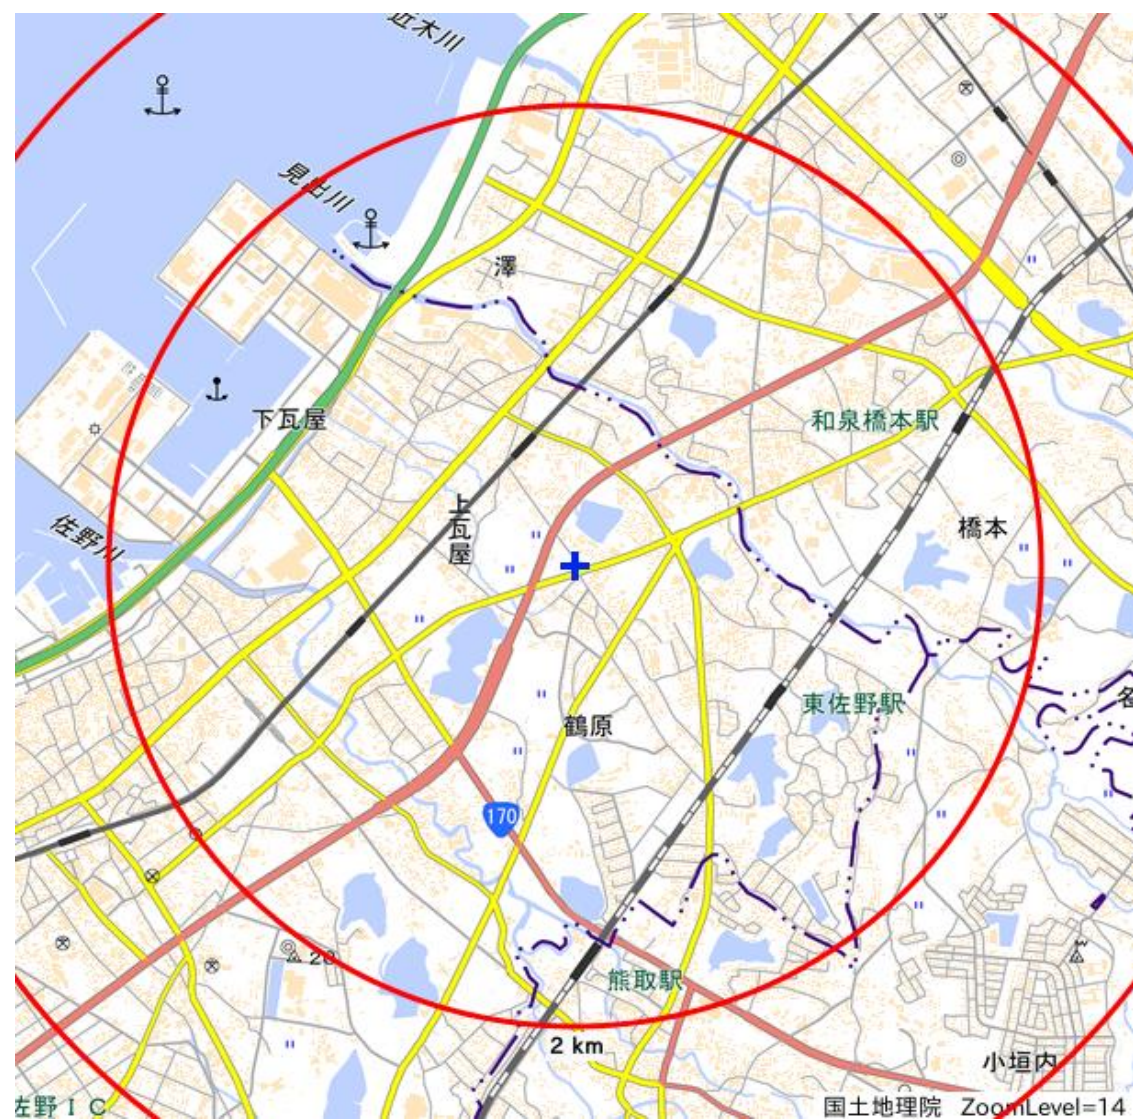 近木川
見出川
澤
下瓦屋
和泉橋本駅
上瓦屋
佐野川
橋本
東佐野駅
名
鶴原
170
熊取駅
2 km
小垣内
佐野IC
国土地理院 ZoomLevel=14